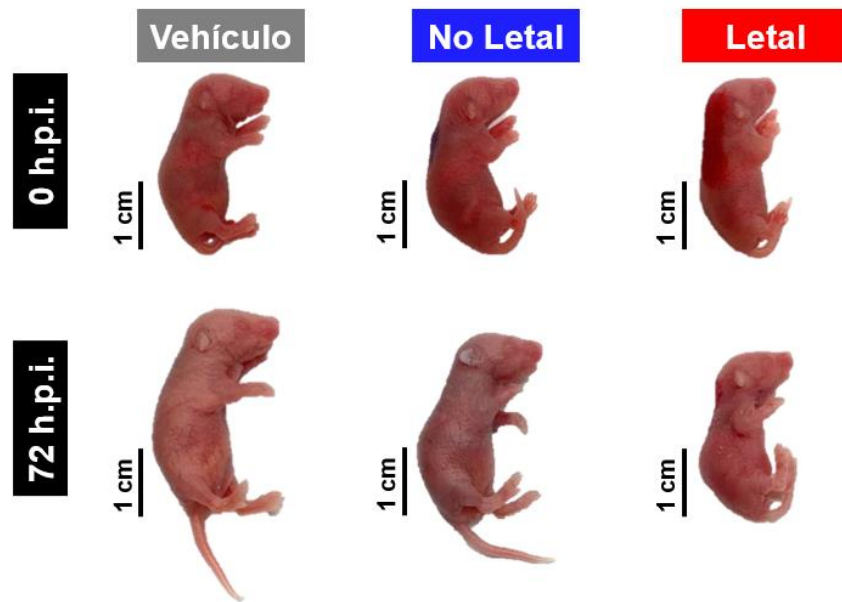 Vehículo
No Letal
Letal
0 h.p.i.
1 cm
1 cm
1 cm
72 h.p.i.
1 cm
1 cm
1 cm